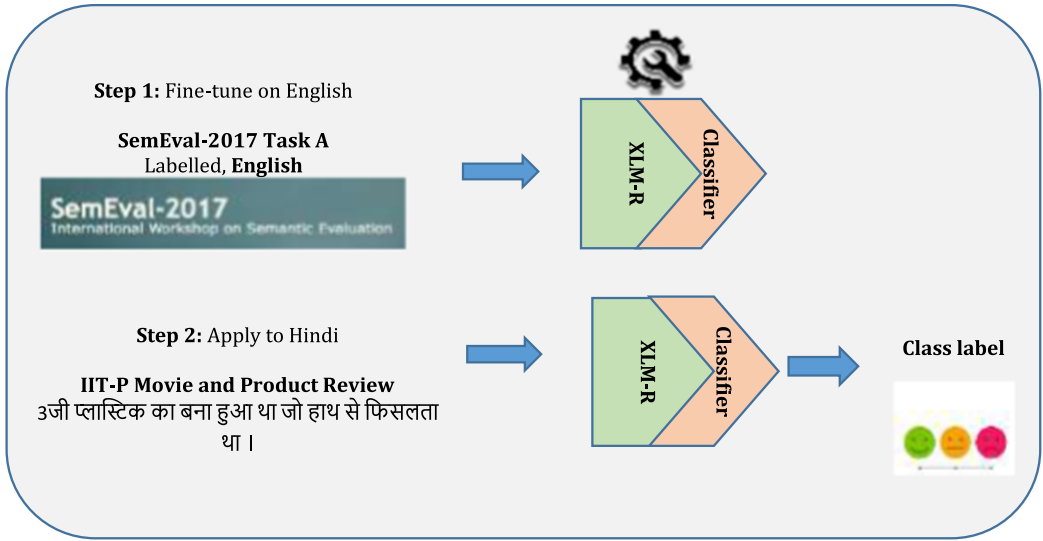 Step 1: Fine-tune on English
SemEval-2017 Task A
Labelled, English
SemEval-2017
International Workshop on Semantic Evaluation
XLM-R
Classifier
Step 2: Apply to Hindi
IIT-P Movie and Product Review
3जी प्लास्टिक का बना हुआ था जो हाथ से फिसलता
था ।
XLM-R
Classifier
Class label